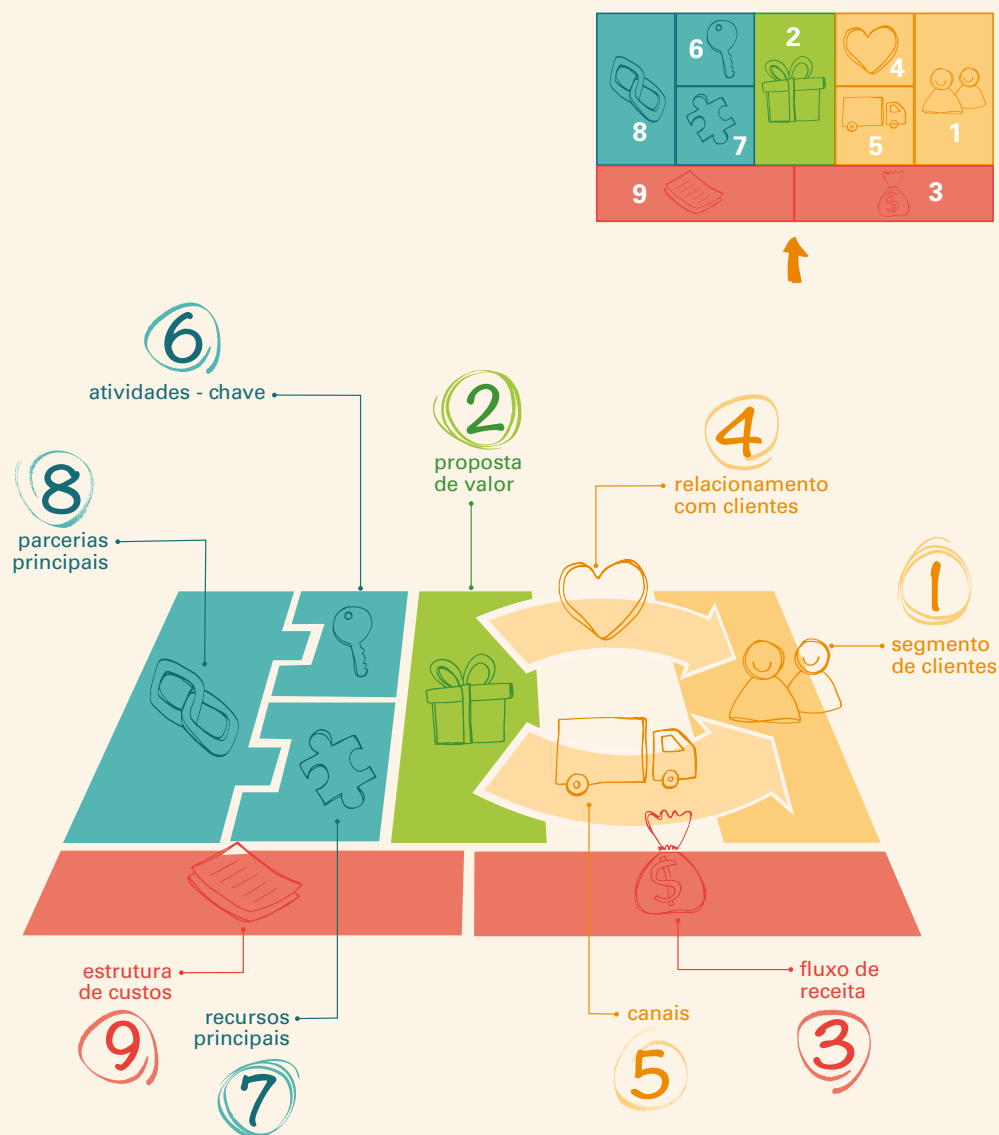 6
2
4
8
7
5
1
9
3
$
6
atividades - chave
2
proposta
de valor
4
relacionamento
com clientes
8
parcerias
principais
1
segmento
de clientes
$
estrutura
de custos
9
recursos
principais
7
canais
5
fluxo de
receita
3